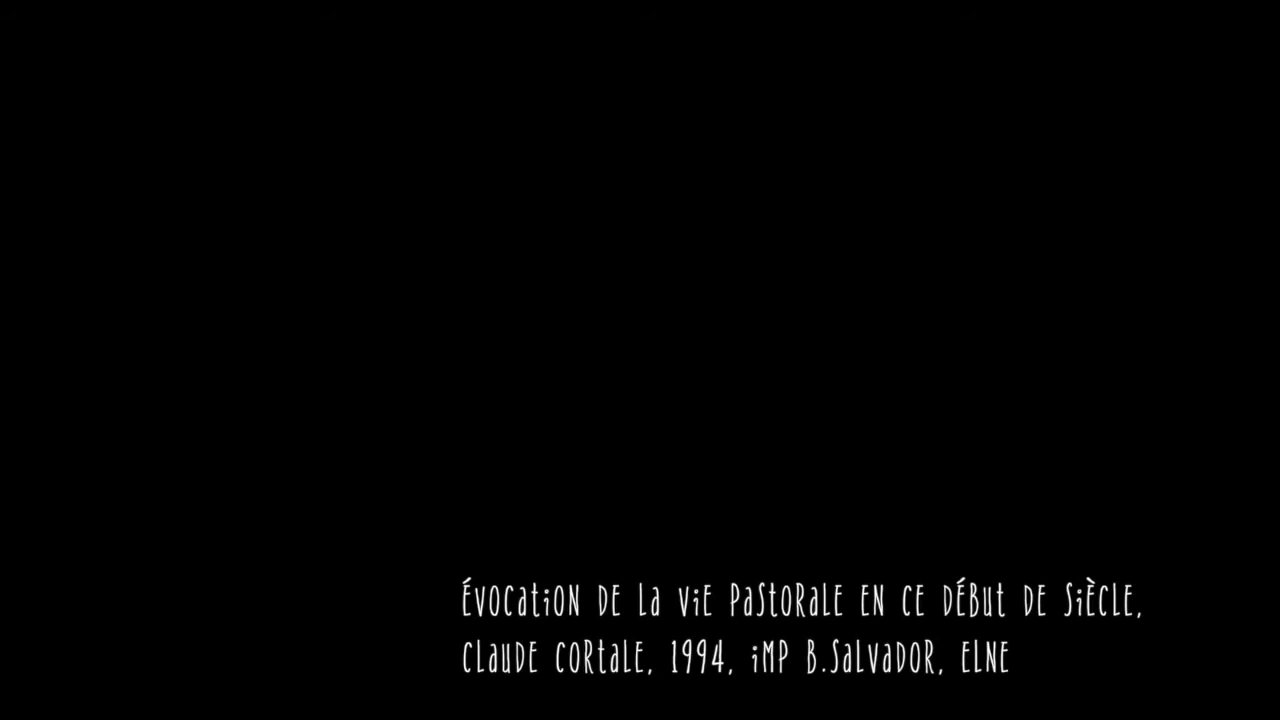 Évocation de la vie pastorale en ce début de siècle,
Claude Cortale, 1994, imp B.Salvador, Elne